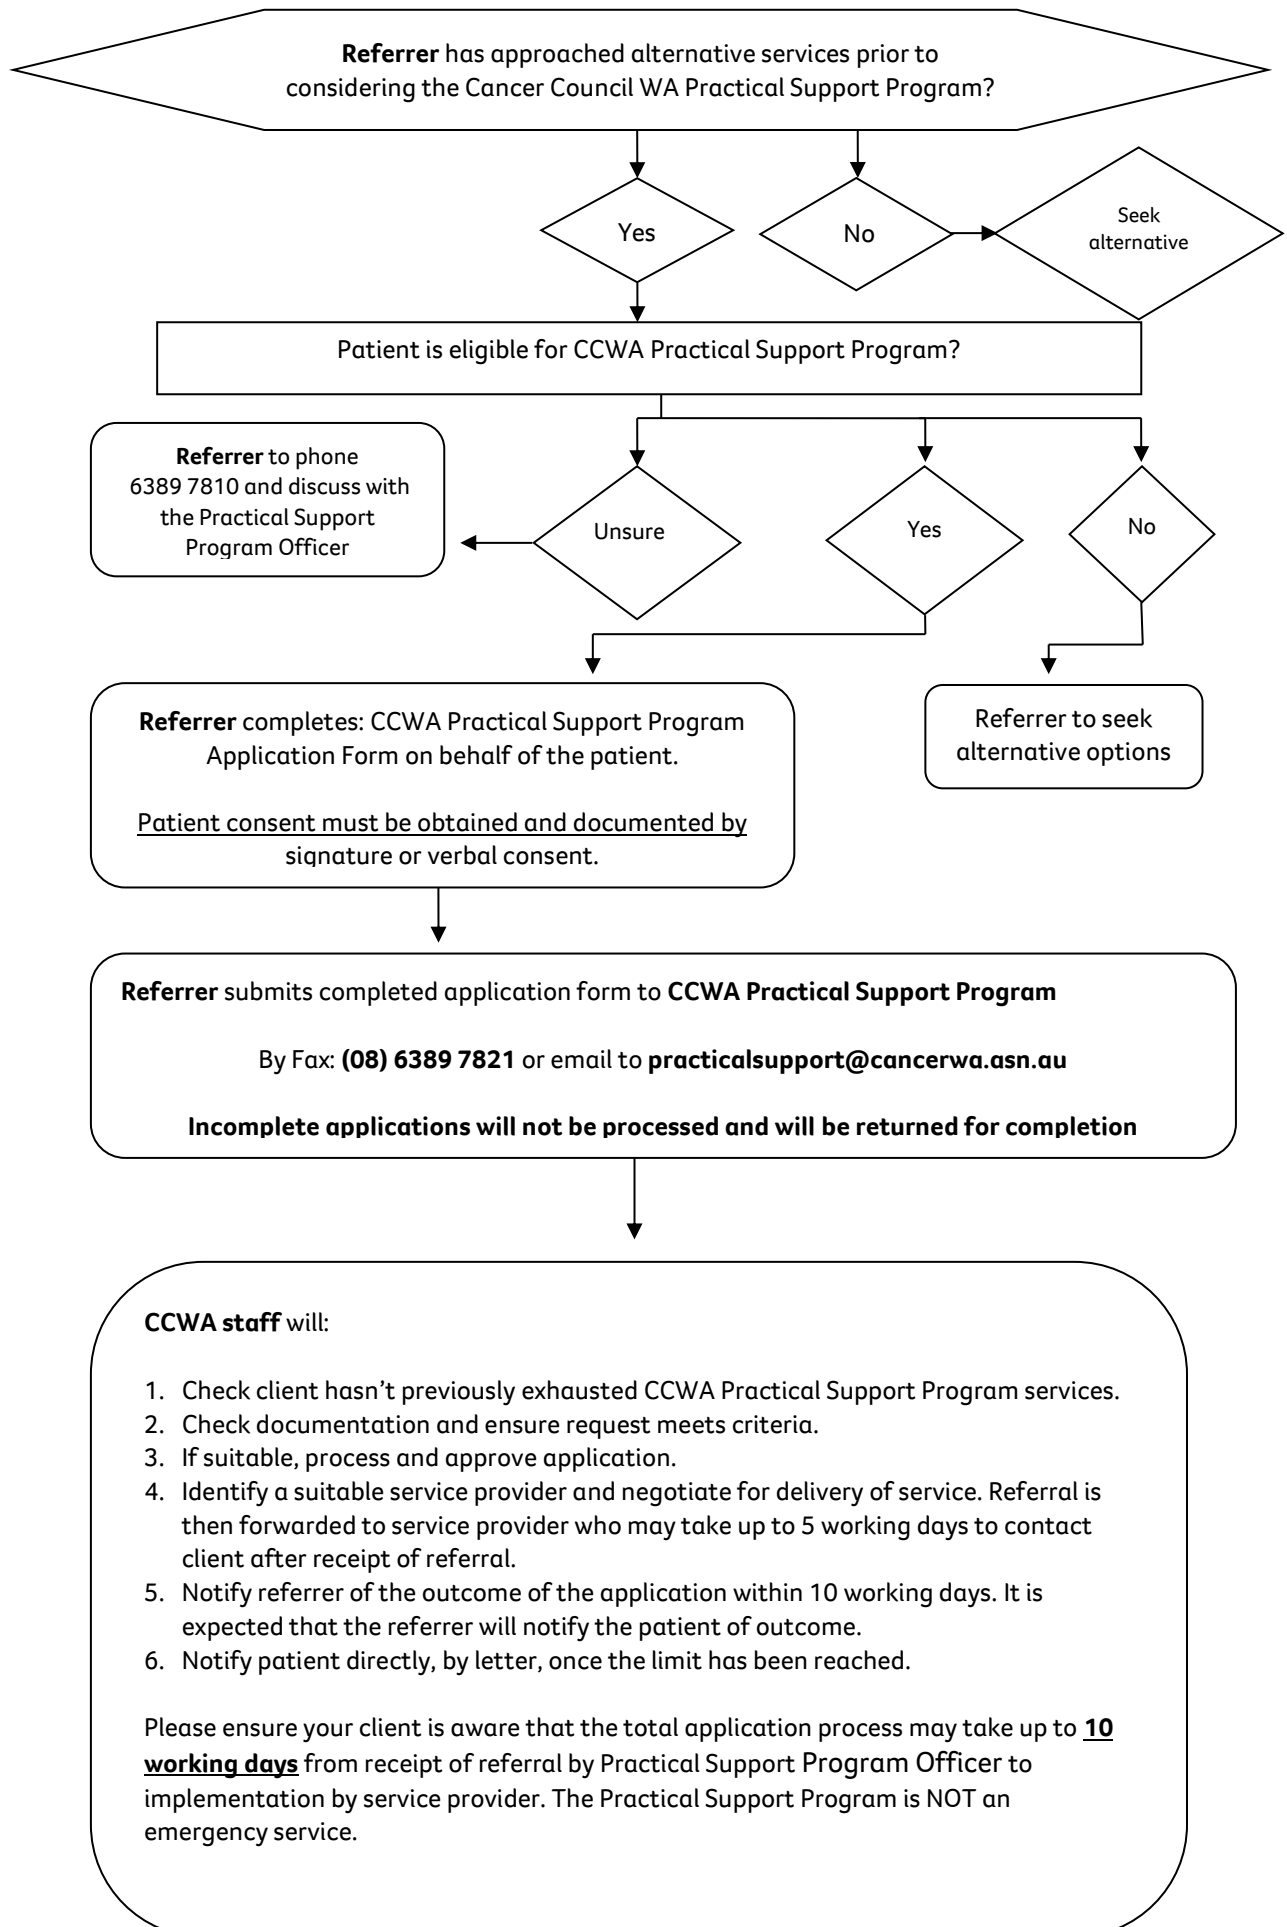 Referrer has approached alternative services prior to
considering the Cancer Council WA Practical Support Program?
Yes
No
Seek
alternative
Patient is eligible for CCWA Practical Support Program?
Referrer to phone
6389 7810 and discuss with
the Practical Support
Program Officer
Unsure
Yes
No
Referrer completes: CCWA Practical Support Program
Application Form on behalf of the patient.
Patient consent must be obtained and documented by
signature or verbal consent.
Referrer to seek
alternative options
Referrer submits completed application form to CCWA Practical Support Program
By Fax: (08) 6389 7821 or email to practicalsupport@cancerwa.asn.au
Incomplete applications will not be processed and will be returned for completion
CCWA staff will:
1. Check client hasn't previously exhausted CCWA Practical Support Program services.
2. Check documentation and ensure request meets criteria.
3. If suitable, process and approve application.
4. Identify a suitable service provider and negotiate for delivery of service. Referral is
then forwarded to service provider who may take up to 5 working days to contact
client after receipt of referral.
5. Notify referrer of the outcome of the application within 10 working days. It is
expected that the referrer will notify the patient of outcome.
6. Notify patient directly, by letter, once the limit has been reached.
Please ensure your client is aware that the total application process may take up to 10
working days from receipt of referral by Practical Support Program Officer to
implementation by service provider. The Practical Support Program is NOT an
emergency service.